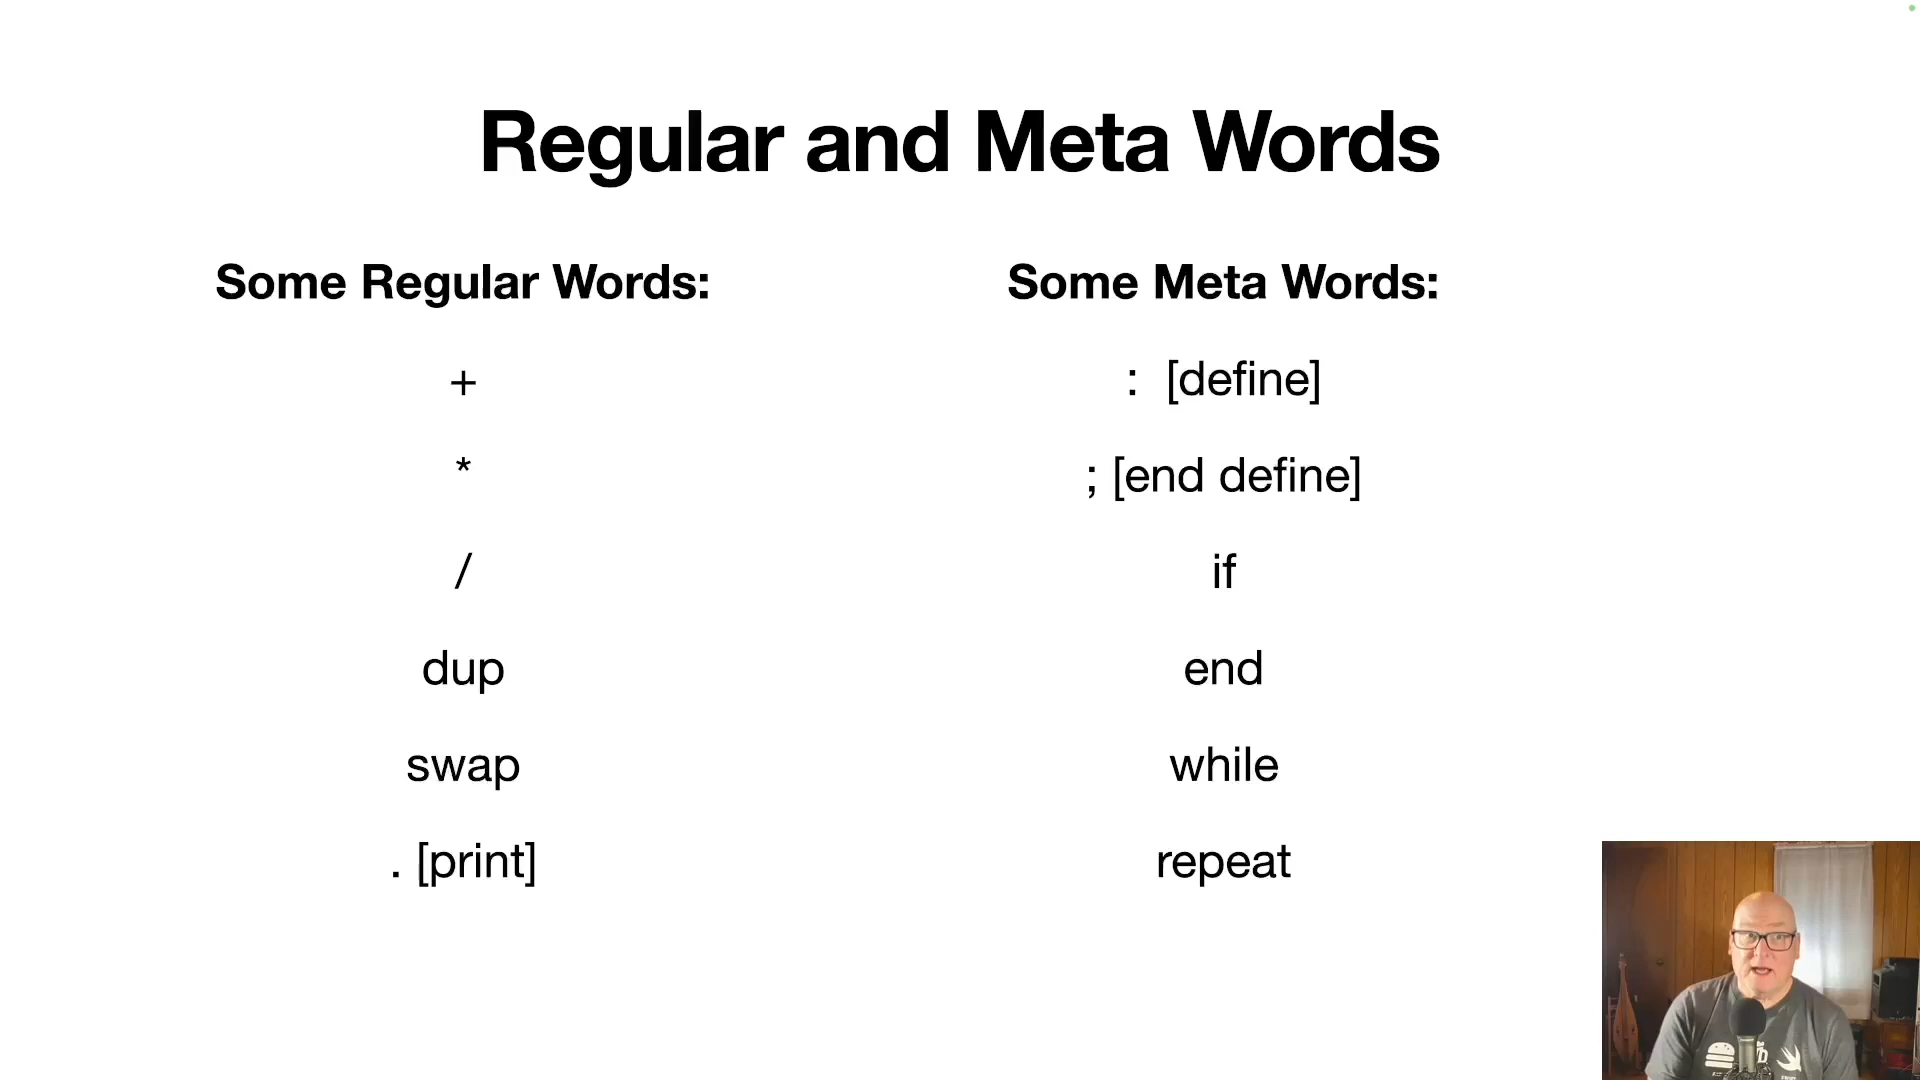 Regular and Meta Words
Some Regular Words:
+
*
/
dup
swap
. [print]
Some Meta Words:
: [define]
; [end define]
if
end
while
repeat